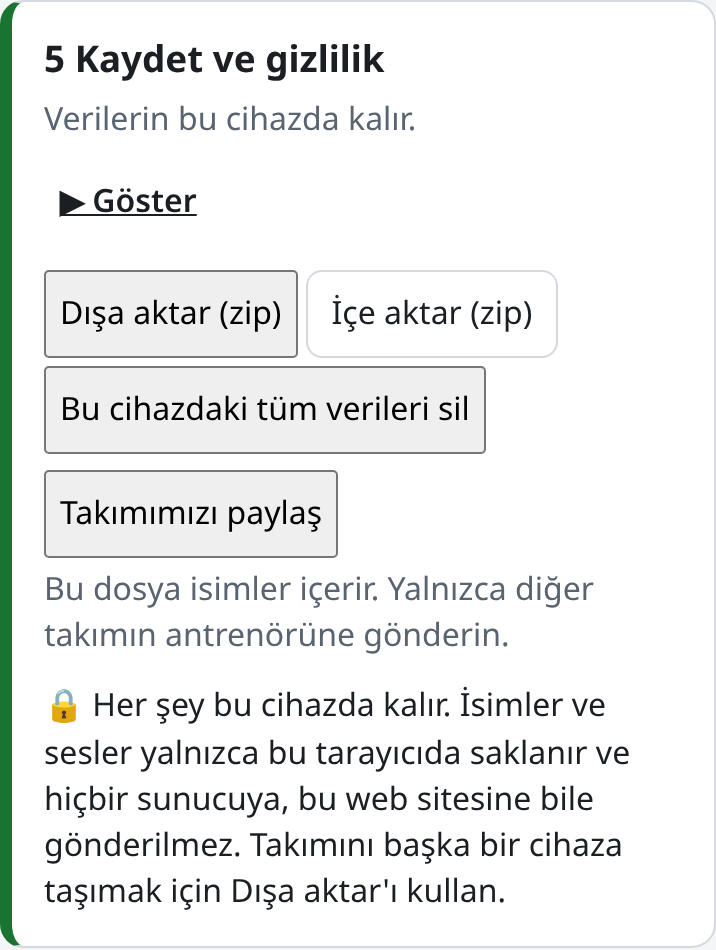 5 Kaydet ve gizlilik
Verilerin bu cihazda kalır.
▶ Göster
Dışa aktar (zip) İçe aktar (zip)
Bu cihazdaki tüm verileri sil
Takımımızı paylaş
Bu dosya isimler içerir. Yalnızca diğer
takımın antrenörüne gönderin.
🔒 Her şey bu cihazda kalır. İsimler ve
sesler yalnızca bu tarayıcıda saklanır ve
hiçbir sunucuya, bu web sitesine bile
gönderilmez. Takımını başka bir cihaza
taşımak için Dışa aktar'ı kullan.